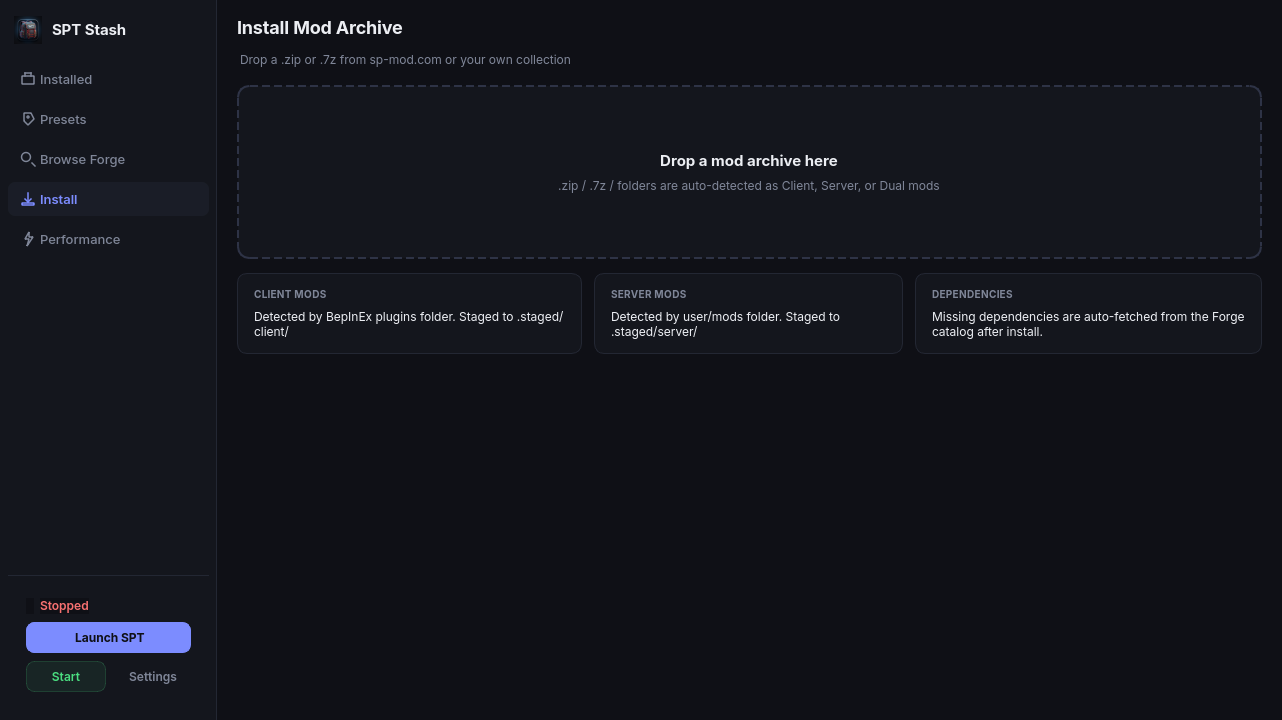 SPT Stash
Installed
Presets
Browse Forge
Install
Performance
Stopped
Launch SPT
Start
Settings
Install Mod Archive
Drop a .zip or .7z from sp-mod.com or your own collection
Drop a mod archive here
.zip / .7z / folders are auto-detected as Client, Server, or Dual mods
CLIENT MODS
Detected by BepInEx plugins folder. Staged to .staged/
client/
SERVER MODS
Detected by user/mods folder. Staged to
.staged/server/
DEPENDENCIES
Missing dependencies are auto-fetched from the Forge
catalog after install.